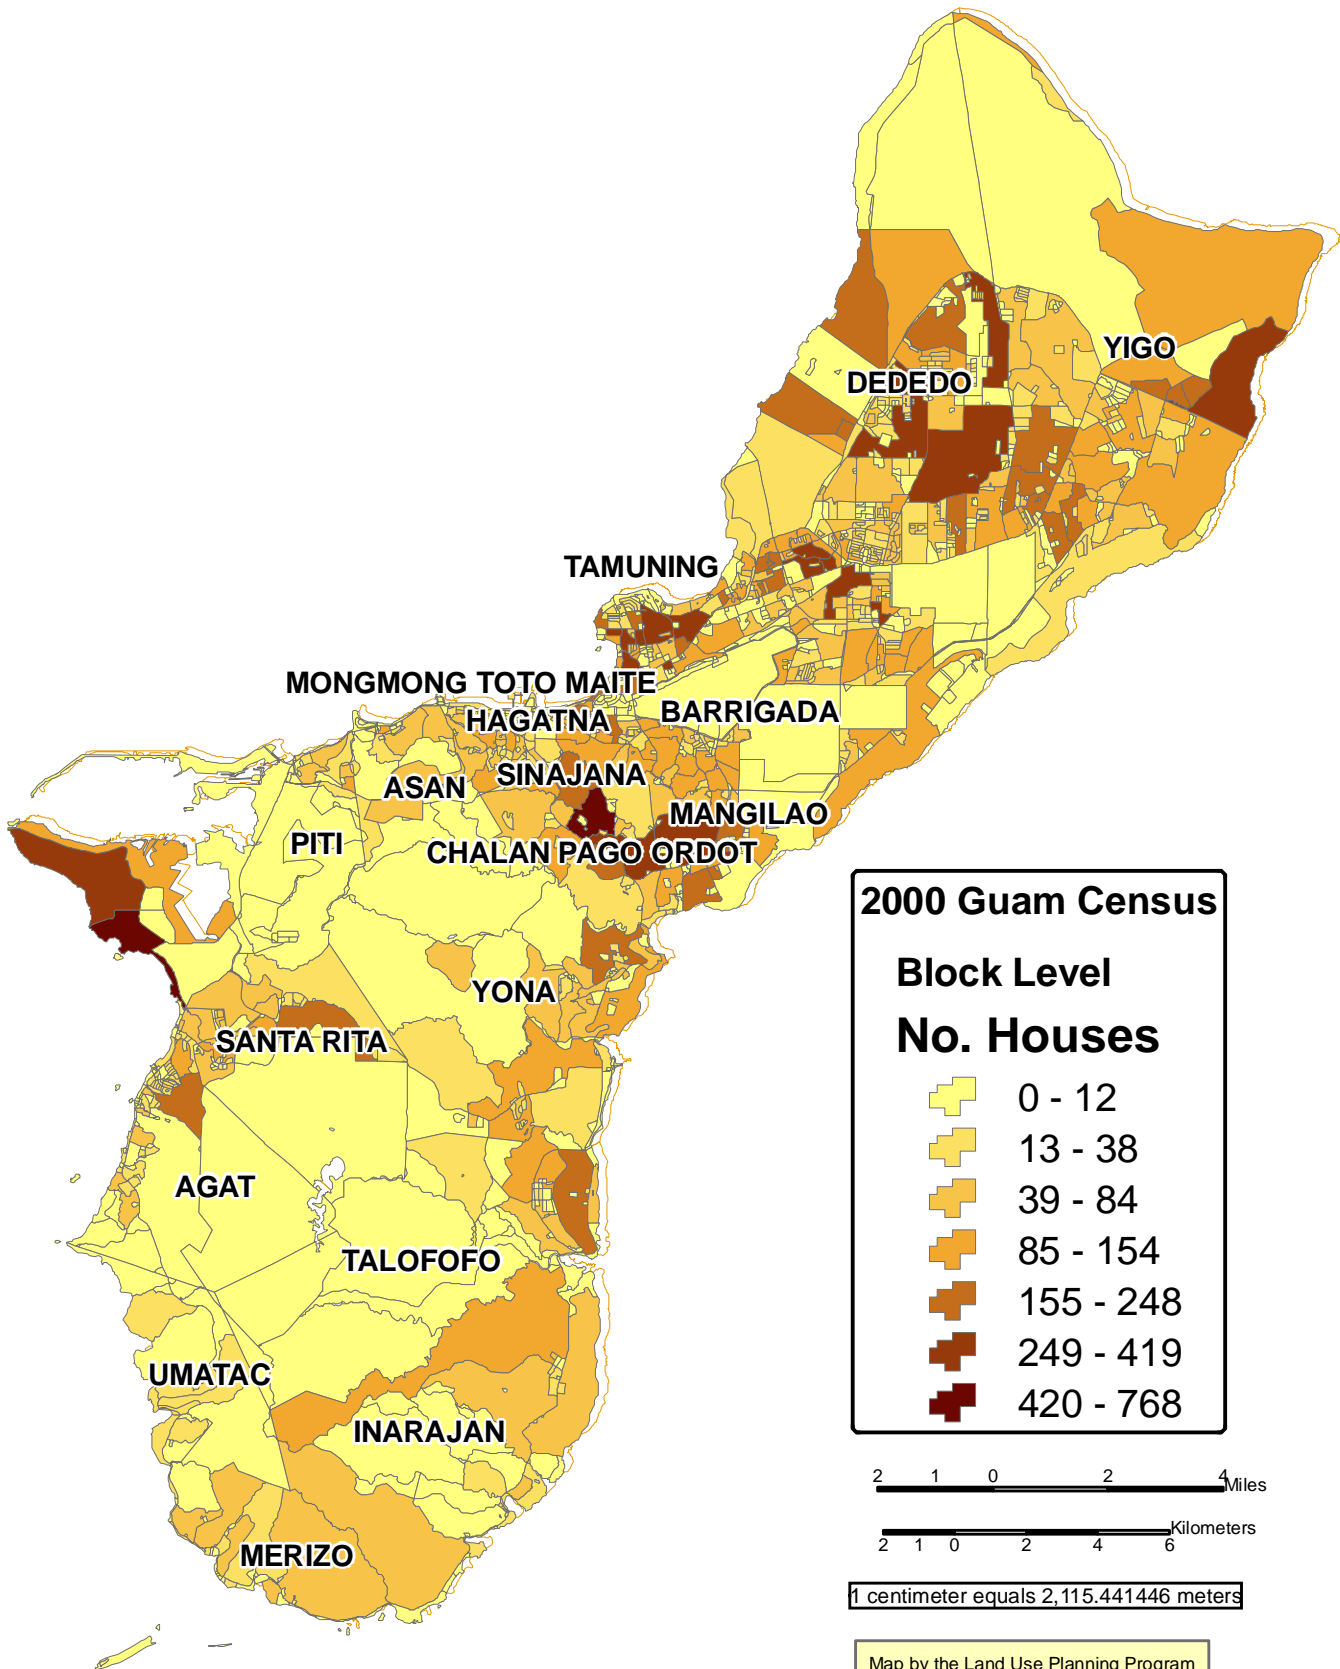 YIGO
DEDEDO
TAMUNING
MONGMONG TOTO MAITE
HAGATNA
BARRIGADA
SINAJANA
ASAN
MANGILAO
PITI
CHALAN PAGO ORDOT
YONA
SANTA RITA
AGAT
TALOFOFO
UMATAC
INARAJAN
MERIZO
2000 Guam Census
Block Level
No. Houses
0 - 12
13 - 38
39 - 84
85 - 154
155 - 248
249 - 419
420 - 768
2 1 0 2 4 Miles
Kilometers
2 1 0 2 4 6
1 centimeter equals 2,115.441446 meters
Map by the Land Use Planning Program